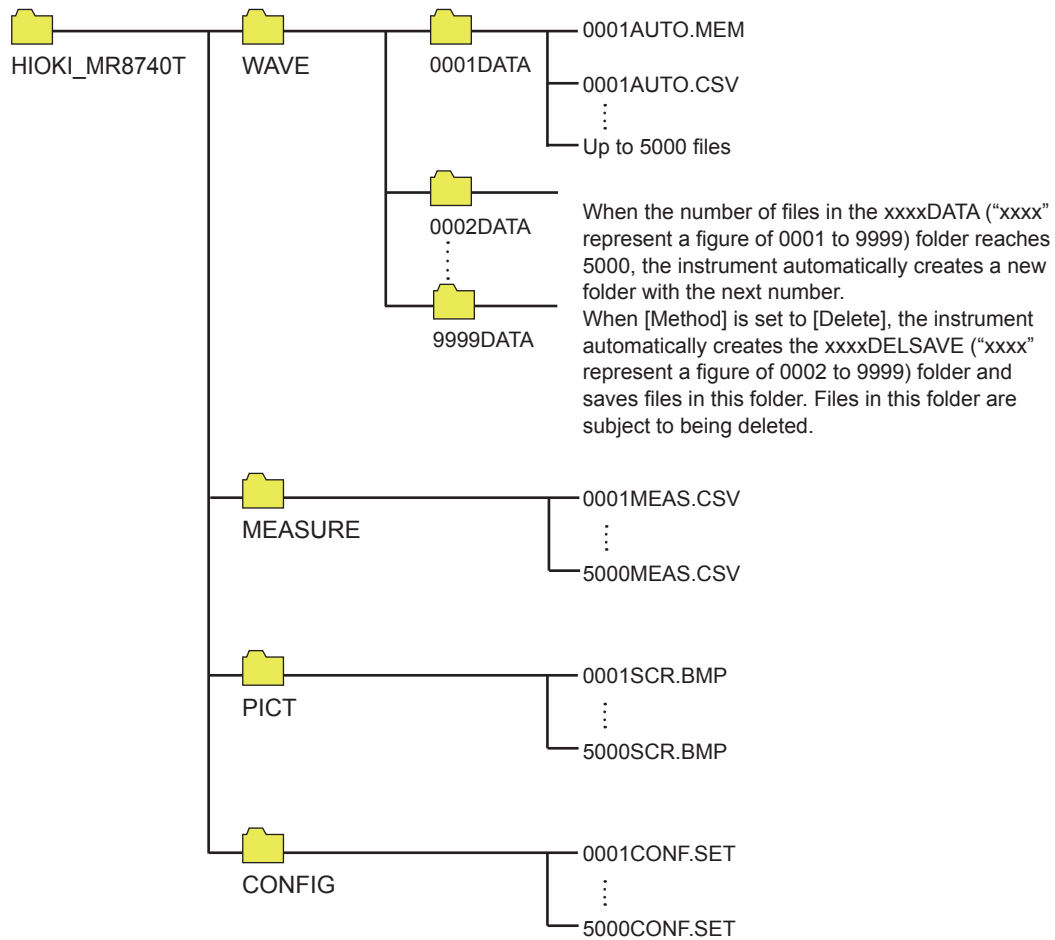 HIOKI_MR8740T
WAVE
0001DATA
0001AUTO.MEM
0001AUTO.CSV
Up to 5000 files
0002DATA
9999DATA
When the number of files in the xxxxDATA (“xxxx”
represent a figure of 0001 to 9999) folder reaches
5000, the instrument automatically creates a new
folder with the next number.
When [Method] is set to [Delete], the instrument
automatically creates the xxxxDELSAVE (“xxxx”
represent a figure of 0002 to 9999) folder and
saves files in this folder. Files in this folder are
subject to being deleted.
MEASURE
0001MEAS.CSV
5000MEAS.CSV
PICT
0001SCR.BMP
5000SCR.BMP
CONFIG
0001CONF.SET
5000CONF.SET